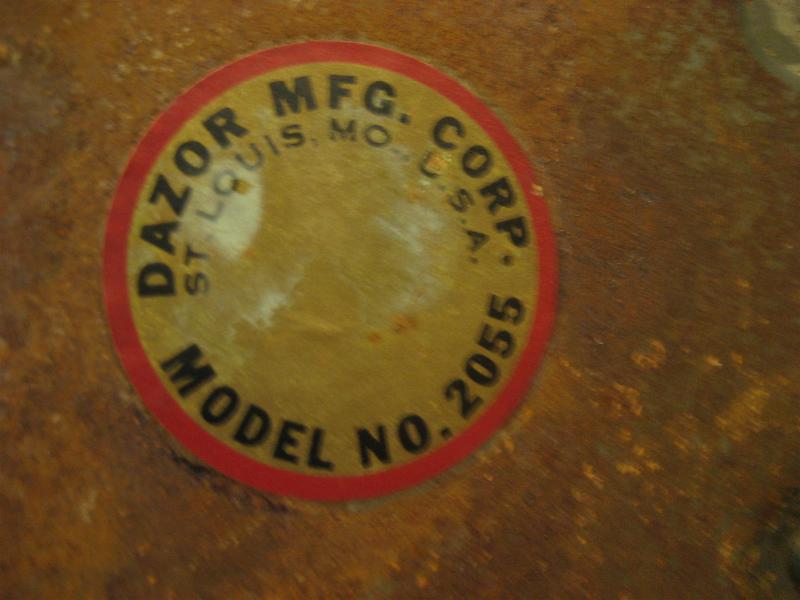 DAZOR MFG. CORP.
ST. LOUIS, MO., U.S.A.
MODEL NO. 2055